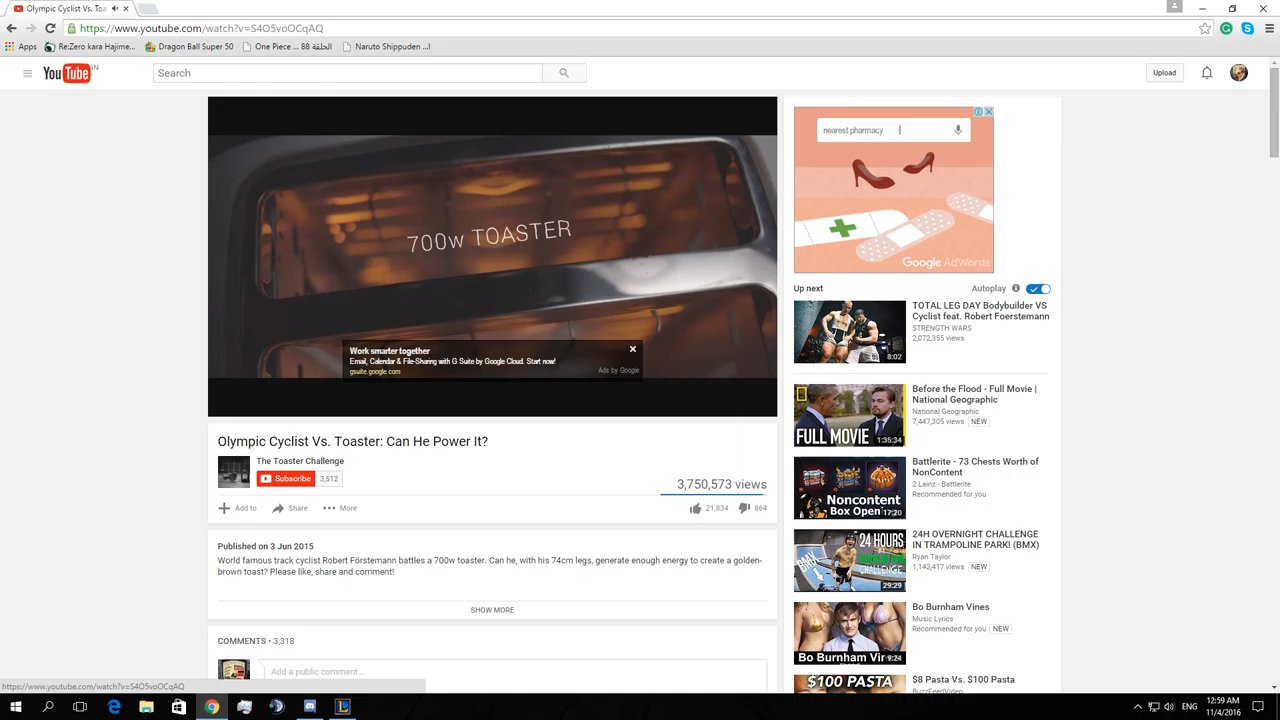 Olympic Cyclist Vs. Toa
https://www.youtube.com/watch?v=S4O5voOCqAQ
Apps
Re:Zero kara Hajime...
Dragon Ball Super 50
One Piece ... 88 الحلقة
Naruto Shippuden ...l
YouTube IN
Search
Upload
700w TOASTER
Work smarter together
Email, Calendar & File-Sharing with G Suite by Google Cloud. Start now!
gsuite.google.com
Ads by Google
Olympic Cyclist Vs. Toaster: Can He Power It?
The Toaster Challenge
Subscribe 3,512
3,750,573 views
Add to Share More
21,834 864
Published on 3 Jun 2015
World famous track cyclist Robert Förstemann battles a 700w toaster. Can he, with his 74cm legs, generate enough energy to create a golden-
brown toast? Please like, share and comment!
SHOW MORE
COMMENTS • 3,318
Add a public comment...
https://www.youtube.com/watch?v=S4O5voOCqAQ
nearest pharmacy
Google AdWords
Up next
Autoplay
TOTAL LEG DAY Bodybuilder VS
Cyclist feat. Robert Foerstemann
STRENGTH WARS
2,072,355 views
8:02
Before the Flood - Full Movie |
National Geographic
National Geographic
7,447,305 views NEW
FULL MOVIE
1:35:34
Battlerite - 73 Chests Worth of
NonContent
2 Lainz - Battlerite
Recommended for you
Noncontent
Box Open
17:20
24H OVERNIGHT CHALLENGE
IN TRAMPOLINE PARK! (BMX)
Ryan Taylor
1,142,417 views NEW
24 HOURS
BMX
29:29
Bo Burnham Vines
Music Lyrics
Recommended for you NEW
Bo Burnham Vin
9:24
$8 Pasta Vs. $100 Pasta
BuzzFeedVideo
$100 PASTA
ENG
12:59 AM
11/4/2016